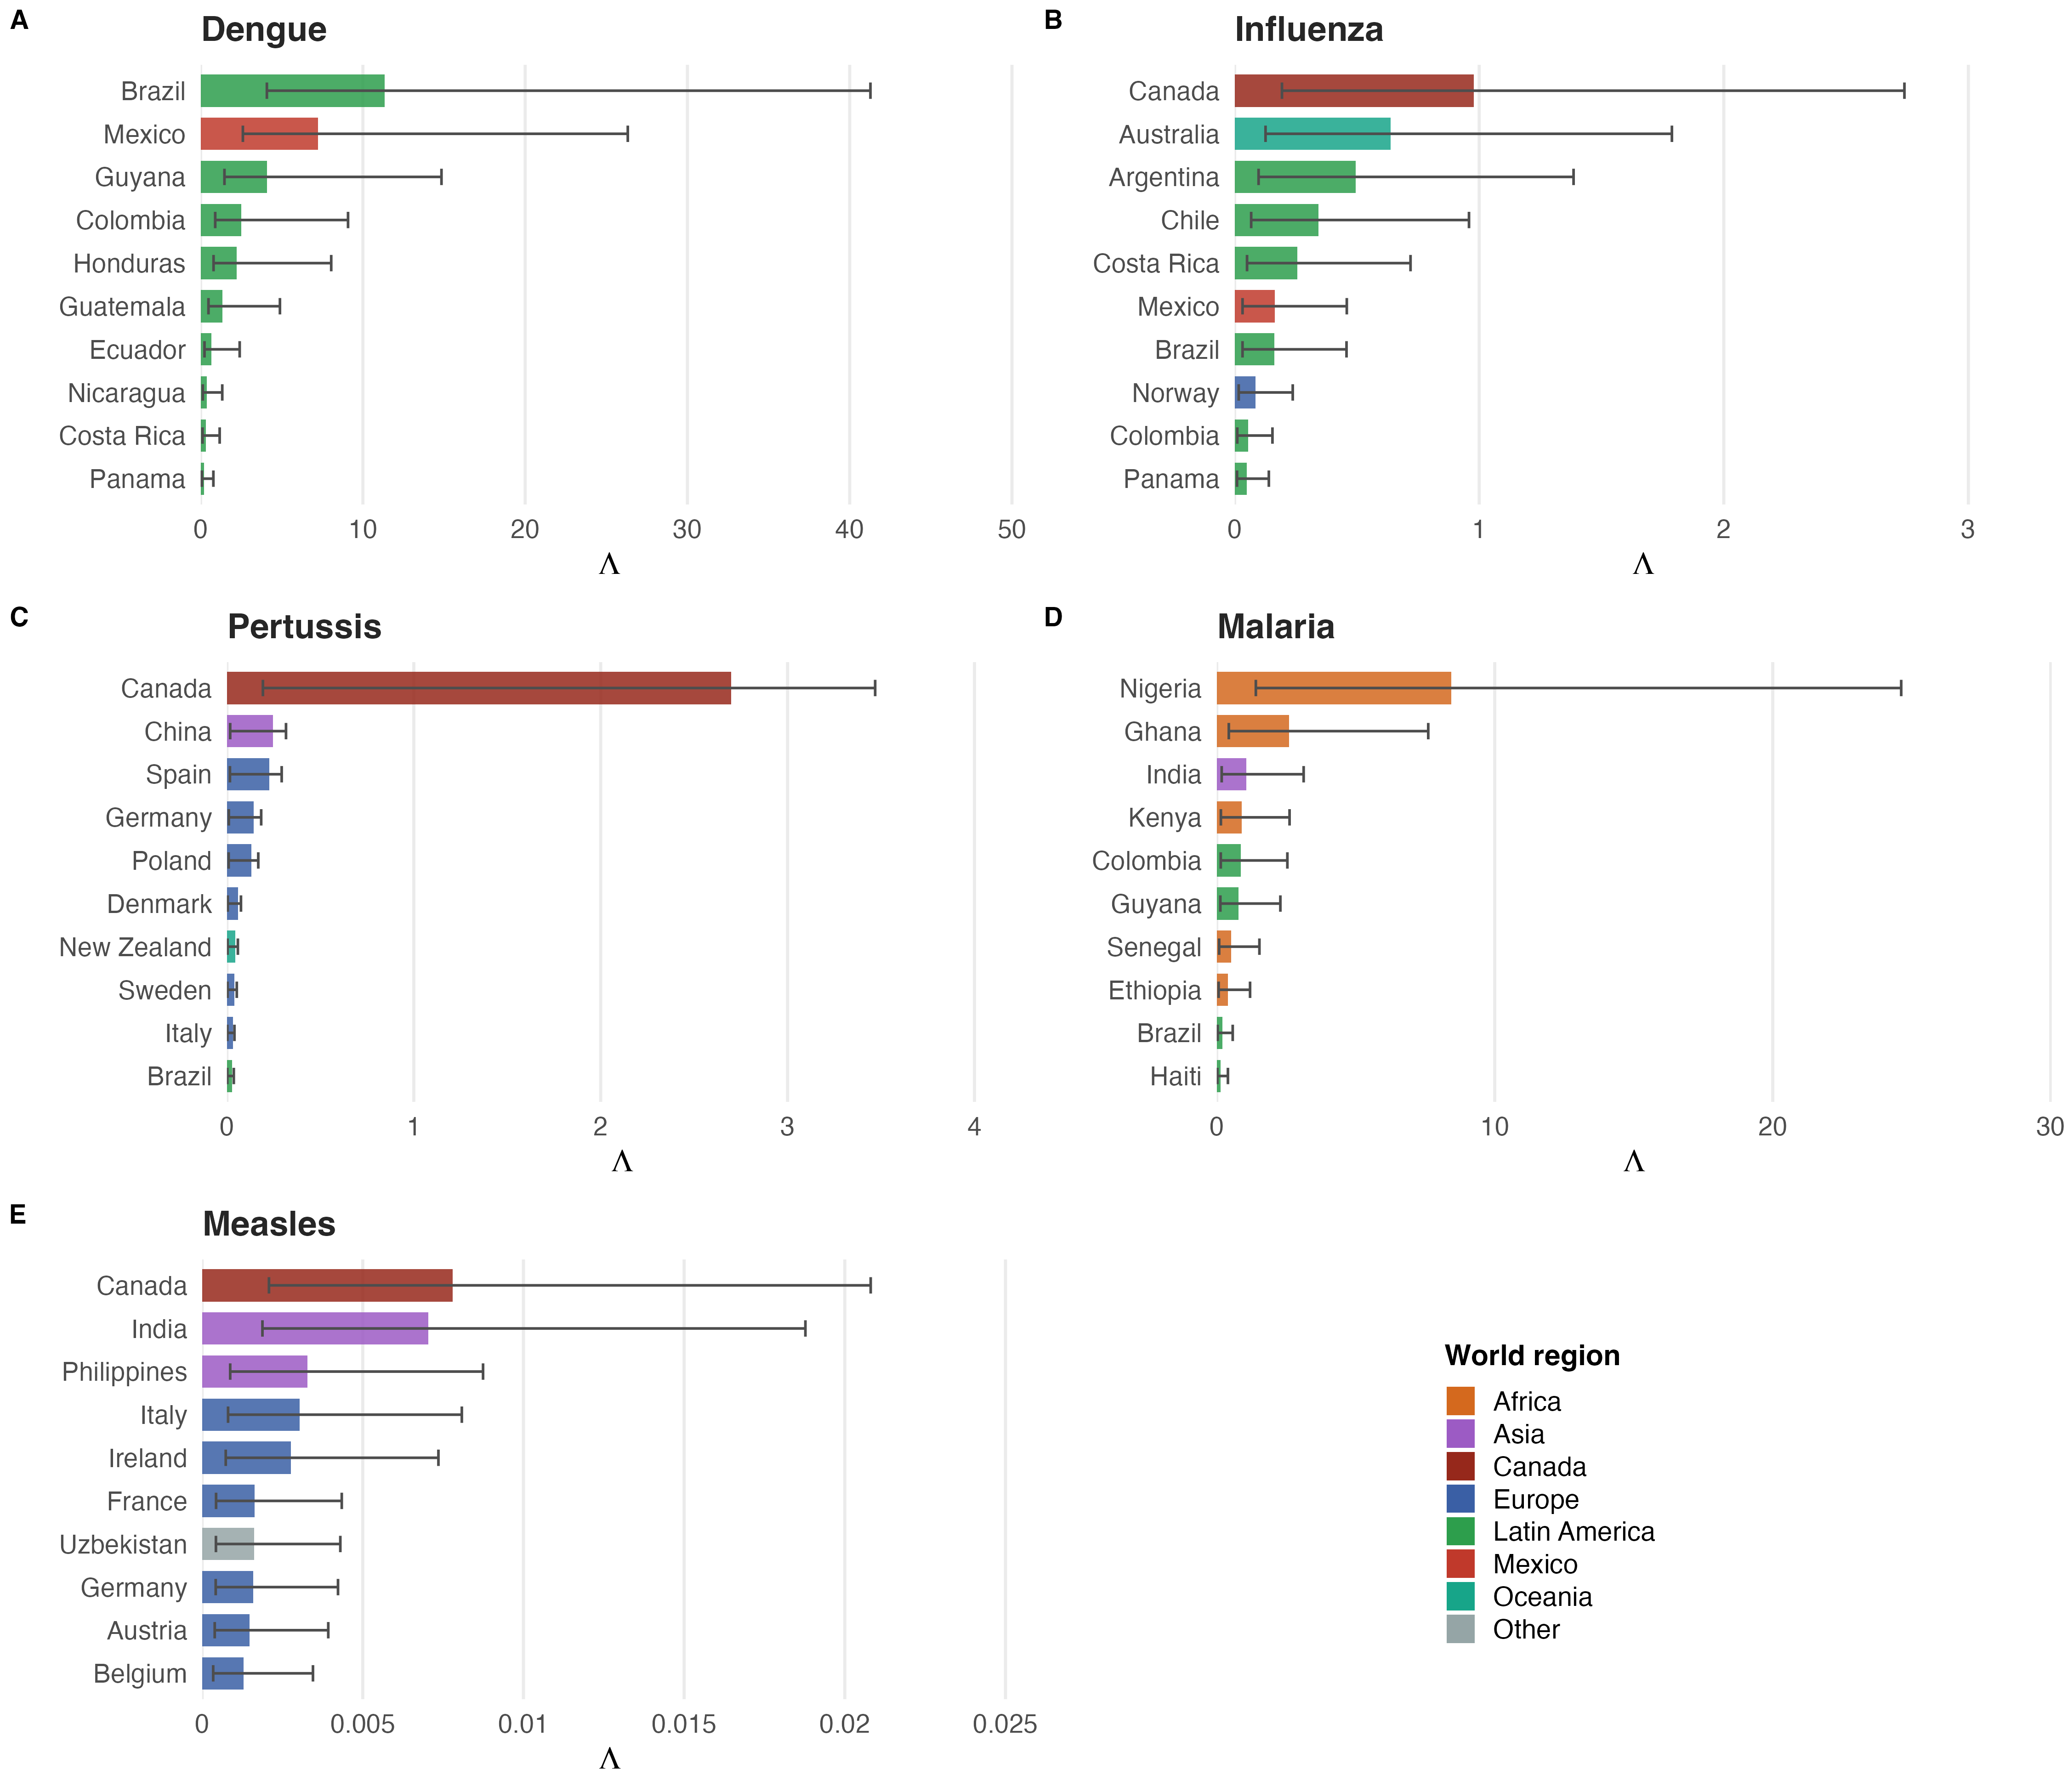 A
Dengue
Brazil
Mexico
Guyana
Colombia
Honduras
Guatemala
Ecuador
Nicaragua
Costa Rica
Panama
0 10 20 30 40 50
Λ
B
Influenza
Canada
Australia
Argentina
Chile
Costa Rica
Mexico
Brazil
Norway
Colombia
Panama
0 1 2 3
Λ
C
Pertussis
Canada
China
Spain
Germany
Poland
Denmark
New Zealand
Sweden
Italy
Brazil
0 1 2 3 4
Λ
D
Malaria
Nigeria
Ghana
India
Kenya
Colombia
Guyana
Senegal
Ethiopia
Brazil
Haiti
0 10 20 30
Λ
E
Measles
Canada
India
Philippines
Italy
Ireland
France
Uzbekistan
Germany
Austria
Belgium
0 0.005 0.01 0.015 0.02 0.025
Λ
World region
Africa
Asia
Canada
Europe
Latin America
Mexico
Oceania
Other